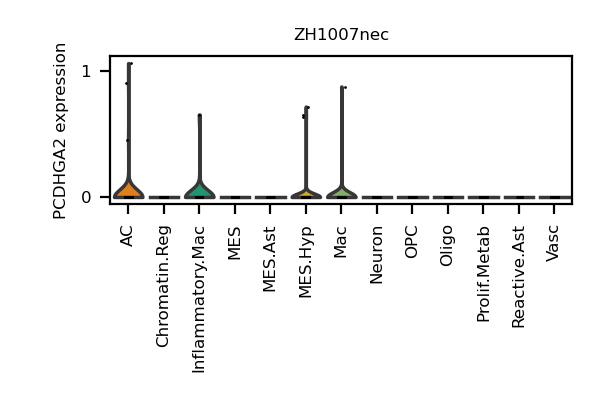 ZH1007nec
PCDHGA2 expression
1
0
AC
Chromatin.Reg
Inflammatory.Mac
MES
MES.Ast
MES.Hyp
Mac
Neuron
OPC
Oligo
Prolif.Metab
Reactive.Ast
Vasc